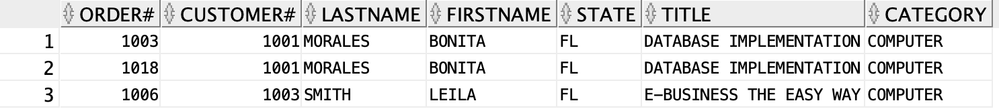 ORDER# CUSTOMER# LASTNAME FIRSTNAME STATE TITLE CATEGORY
1 1003 1001 MORALES BONITA FL DATABASE IMPLEMENTATION COMPUTER
2 1018 1001 MORALES BONITA FL DATABASE IMPLEMENTATION COMPUTER
3 1006 1003 SMITH LEILA FL E-BUSINESS THE EASY WAY COMPUTER